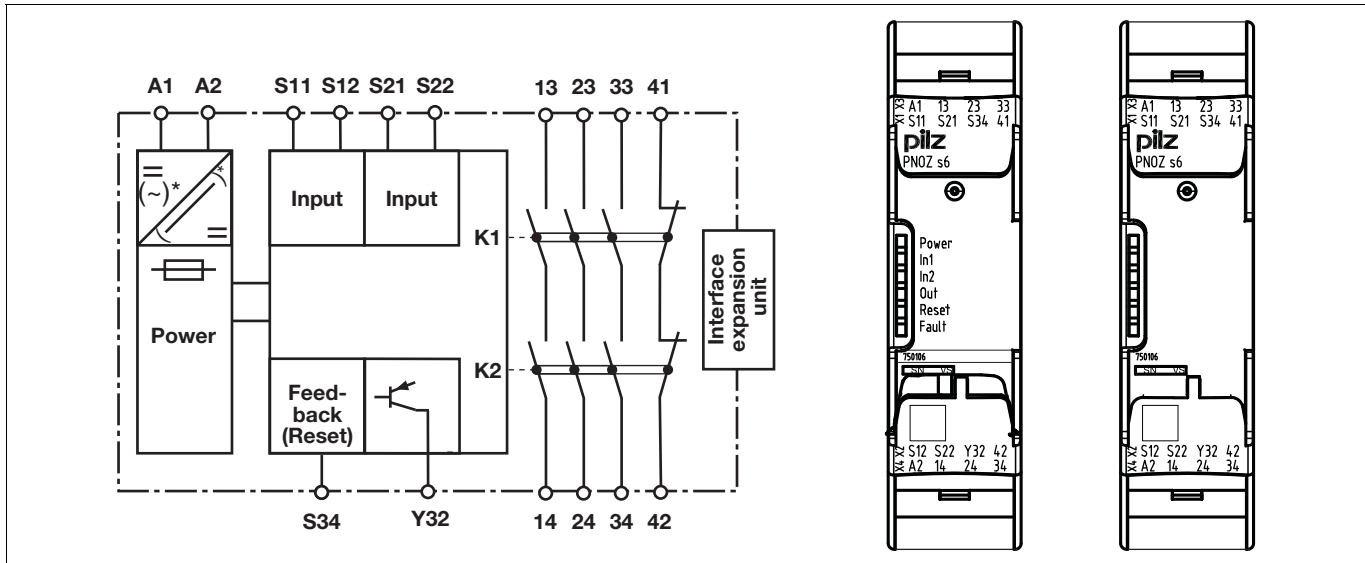 A1 A2 S11 S12 S21 S22 13 23 33 41
=
(~)*
*
=
Power
Input
Input
K1
K2
Feed-
back
(Reset)
Interface
expansion
unit
S34 Y32 14 24 34 42
X3 A1 13 23 33
X1 S11 S21 S34 41
pilz
PNOZ s6
Power
In1
In2
Out
Reset
Fault
750106
SN VS
X2 S12 S22 Y32 42
X4 A2 14 24 34
X3 A1 13 23 33
X1 S11 S21 S34 41
pilz
PNOZ s6
750106
SN VS
X2 S12 S22 Y32 42
X4 A2 14 24 34